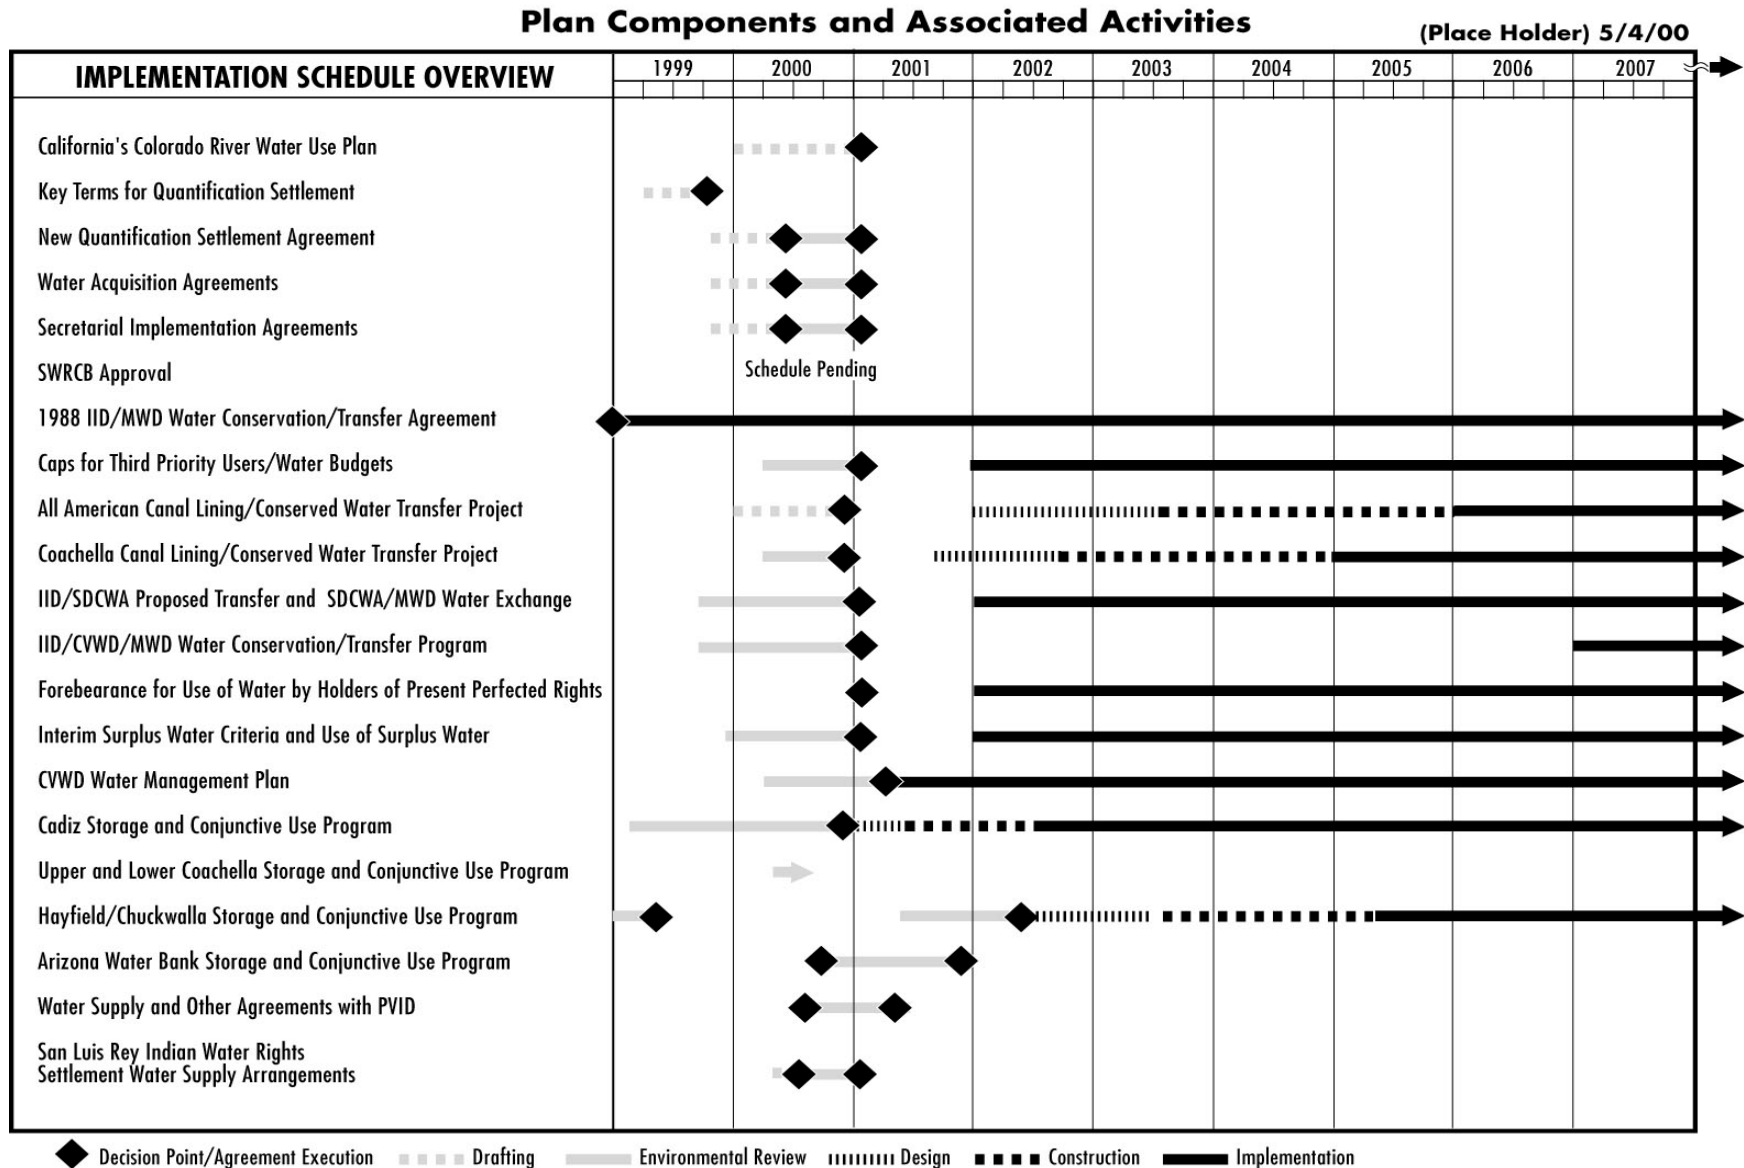 Plan Components and Associated Activities
(Place Holder) 5/4/00
IMPLEMENTATION SCHEDULE OVERVIEW
1999 2000 2001 2002 2003 2004 2005 2006 2007
California's Colorado River Water Use Plan
Key Terms for Quantification Settlement
New Quantification Settlement Agreement
Water Acquisition Agreements
Secretarial Implementation Agreements
SWRCB Approval Schedule Pending
1988 IID/MWD Water Conservation/Transfer Agreement
Caps for Third Priority Users/Water Budgets
All American Canal Lining/Conserved Water Transfer Project
Coachella Canal Lining/Conserved Water Transfer Project
IID/SDCWA Proposed Transfer and SDCWA/MWD Water Exchange
IID/CVWD/MWD Water Conservation/Transfer Program
Forebearance for Use of Water by Holders of Present Perfected Rights
Interim Surplus Water Criteria and Use of Surplus Water
CVWD Water Management Plan
Cadiz Storage and Conjunctive Use Program
Upper and Lower Coachella Storage and Conjunctive Use Program
Hayfield/Chuckwalla Storage and Conjunctive Use Program
Arizona Water Bank Storage and Conjunctive Use Program
Water Supply and Other Agreements with PVID
San Luis Rey Indian Water Rights
Settlement Water Supply Arrangements
Decision Point/Agreement Execution Drafting Environmental Review Design Construction Implementation